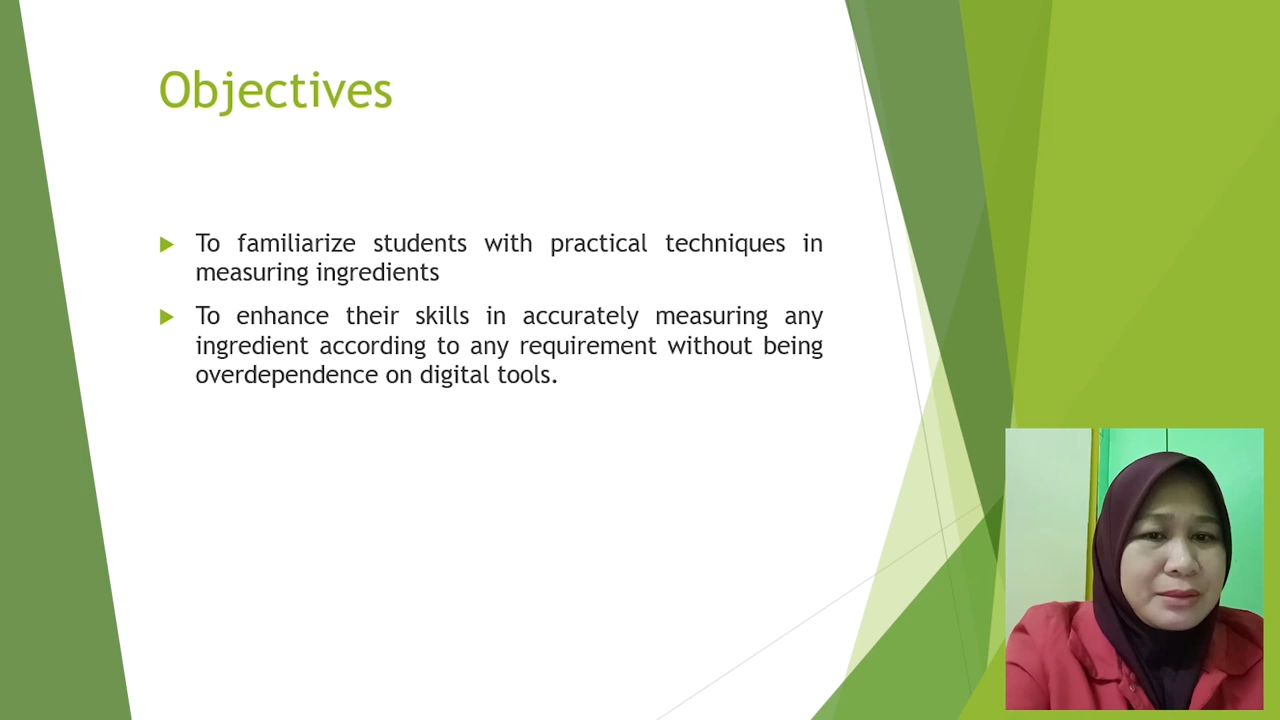 Objectives
To familiarize students with practical techniques in
measuring ingredients
To enhance their skills in accurately measuring any
ingredient according to any requirement without being
overdependence on digital tools.